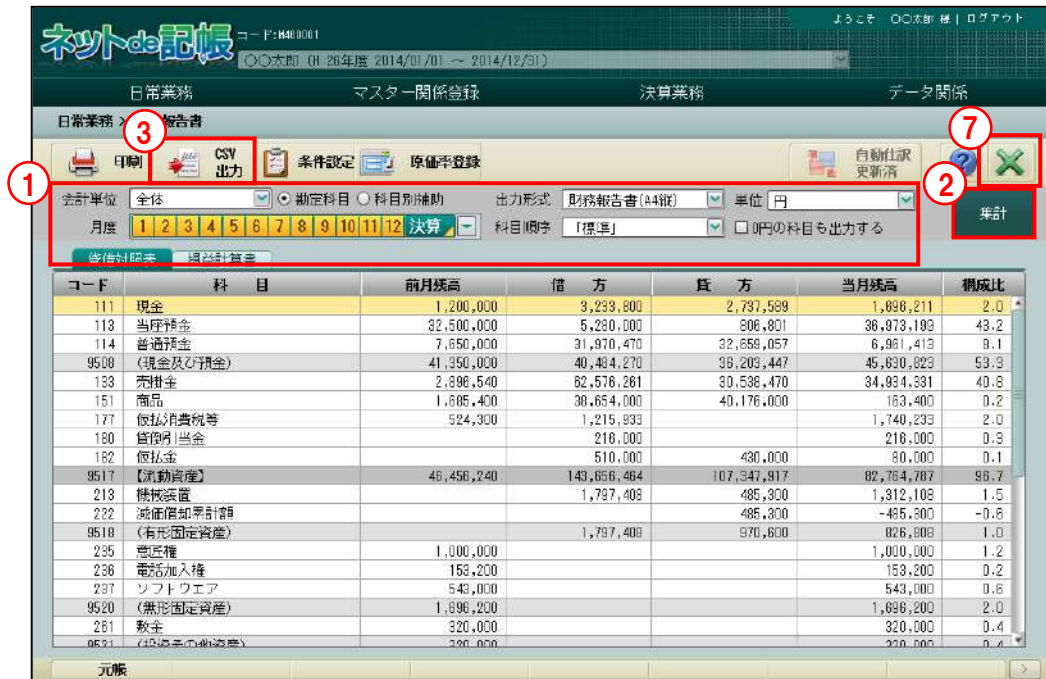 ようこそ 〇〇太郎 様 | ログアウト
ネットde記帳 コード:M480001
〇〇太郎 (H 26年度 2014/01/01 ～ 2014/12/31)
日常業務 マスター関係登録 決算業務 データ関係
日常業務 > 報告書
③ ⑦
印刷 CSV出力 条件設定 原価率登録 自動仕訳更新済 ?
① ②
会計単位 全体 勘定科目 科目別補助 出力形式 財務報告書(A4縦) 単位 円 集計
月度 1 2 3 4 5 6 7 8 9 10 11 12 決算 科目順序 「標準」 0円の科目も出力する
貸借対照表 損益計算書
コード 科 目 前月残高 借 方 貸 方 当月残高 構成比
111 現金 1,200,000 3,233,800 2,737,589 1,696,211 2.0
113 当座預金 32,500,000 5,280,000 806,801 36,973,199 43.2
114 普通預金 7,650,000 31,970,470 32,659,057 6,961,413 8.1
9508 (現金及び預金) 41,350,000 40,484,270 36,203,447 45,630,823 53.3
133 売掛金 2,896,540 62,576,261 30,538,470 34,934,331 40.8
151 商品 1,685,400 38,654,000 40,176,000 163,400 0.2
177 仮払消費税等 524,300 1,215,933 1,740,233 2.0
180 貸倒引当金 216,000 216,000 0.3
182 仮払金 510,000 430,000 80,000 0.1
9517 【流動資産】 46,456,240 143,656,464 107,347,917 82,764,787 96.7
213 機械装置 1,797,408 485,300 1,312,108 1.5
222 減価償却累計額 485,300 -485,300 -0.6
9518 (有形固定資産) 1,797,408 970,600 826,808 1.0
235 意匠権 1,000,000 1,000,000 1.2
236 電話加入権 153,200 153,200 0.2
237 ソフトウェア 543,000 543,000 0.6
9520 (無形固定資産) 1,696,200 1,696,200 2.0
261 敷金 320,000 320,000 0.4
9521 (投資その他資産) 320,000 320,000 0.4
元帳